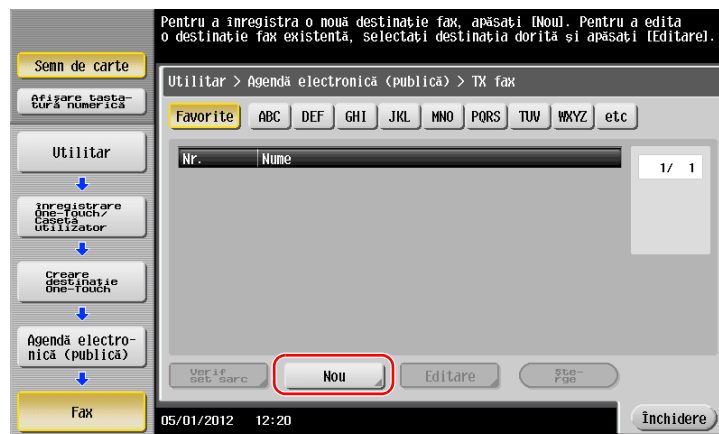 Pentru a înregistra o nouă destinație fax, apăsați [Nou]. Pentru a edita
o destinație fax existentă, selectați destinația dorită și apăsați [Editare].
Semn de carte
Afișare tasta-
tură numerică
Utilitar
Înregistrare
One-Touch/
Casetă
utilizator
Creare
destinație
One-Touch
Agendă electro-
nică (publică)
Fax
Utilitar > Agendă electronică (publică) > TX fax
Favorite ABC DEF GHI JKL MNO PQRS TUV WXYZ etc
Nr. Nume
1/ 1
Verif
set sarc
Nou
Editare
Ște-
rge
05/01/2012 12:20
Închidere